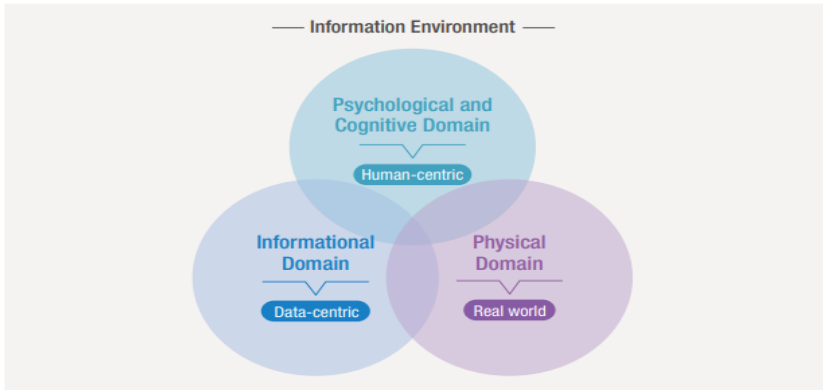 Information Environment
Psychological and
Cognitive Domain
Human-centric
Informational
Domain
Data-centric
Physical
Domain
Real world